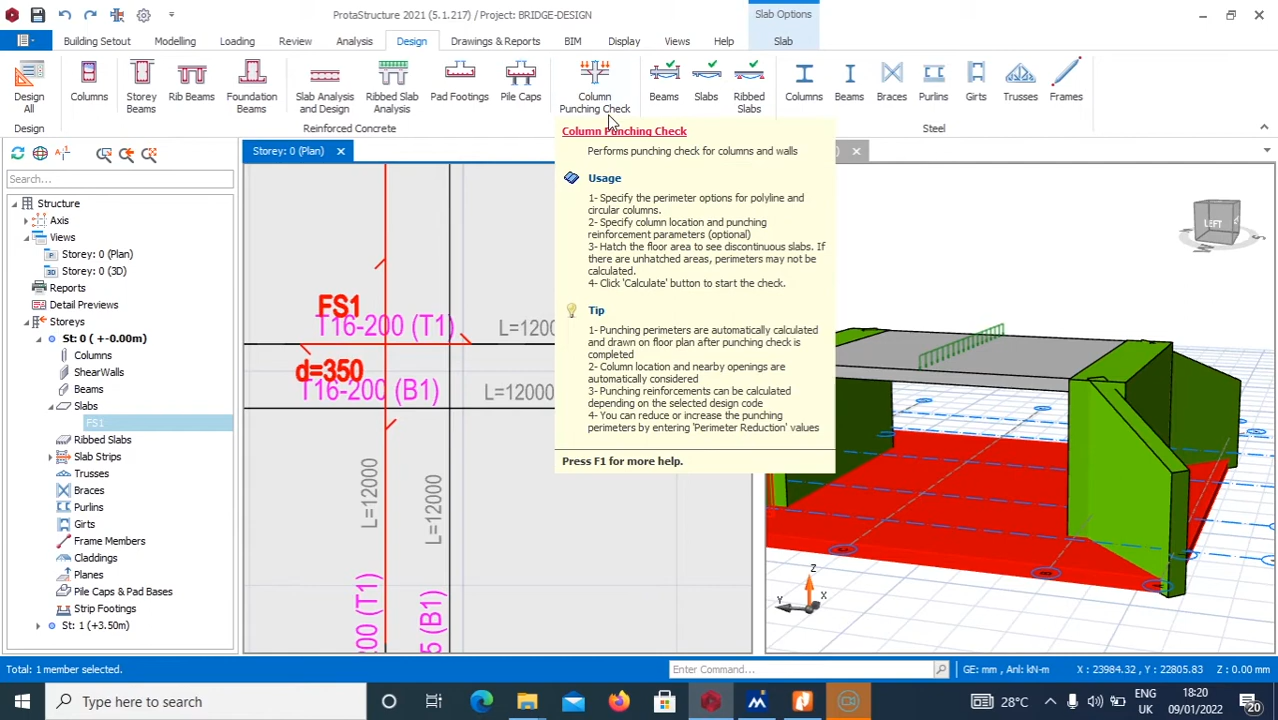 ProtaStructure 2021 (5.1.217) / Project: BRIDGE-DESIGN
Slab Options
Building Setout
Modelling
Loading
Review
Analysis
Design
Drawings & Reports
BIM
Display
Views
Help
Slab
Design All
Columns
Storey Beams
Rib Beams
Foundation Beams
Slab Analysis and Design
Ribbed Slab Analysis
Pad Footings
Pile Caps
Column Punching Check
Beams
Slabs
Ribbed Slabs
Columns
Beams
Braces
Purlins
Girts
Trusses
Frames
Design
Reinforced Concrete
Steel
Storey: 0 (Plan)
Search...
Structure
Axis
Views
Storey: 0 (Plan)
Storey: 0 (3D)
Reports
Detail Previews
Storeys
St: 0 ( +-0.00m)
Columns
ShearWalls
Beams
Slabs
FS1
Ribbed Slabs
Slab Strips
Trusses
Braces
Purlins
Girts
Frame Members
Claddings
Planes
Pile Caps & Pad Bases
Strip Footings
St: 1 (+3.50m)
FS1
T16-200 (T1)
L=1200
d=350
T16-200 (B1)
L=12000
L=12000
L=12000
00 (T1)
5 (B1)
Column Punching Check
Performs punching check for columns and walls
Usage
1- Specify the perimeter options for polyline and
circular columns.
2- Specify column location and punching
reinforcement parameters (optional)
3- Hatch the floor area to see discontinuous slabs. If
there are unhatched areas, perimeters may not be
calculated.
4- Click 'Calculate' button to start the check.
Tip
1- Punching perimeters are automatically calculated
and drawn on floor plan after punching check is
completed
2- Column location and nearby openings are
automatically considered
3- Punching reinforcements can be calculated
depending on the selected design code
4- You can reduce or increase the punching
perimeters by entering 'Perimeter Reduction' values
Press F1 for more help.
LEFT
Z
Y
X
Total: 1 member selected.
Enter Command...
GE: mm , Anl: kN-m
X : 23984.32 , Y : 22805.83
Z : 0.00 mm
Type here to search
28°C
ENG
UK
18:20
09/01/2022
20